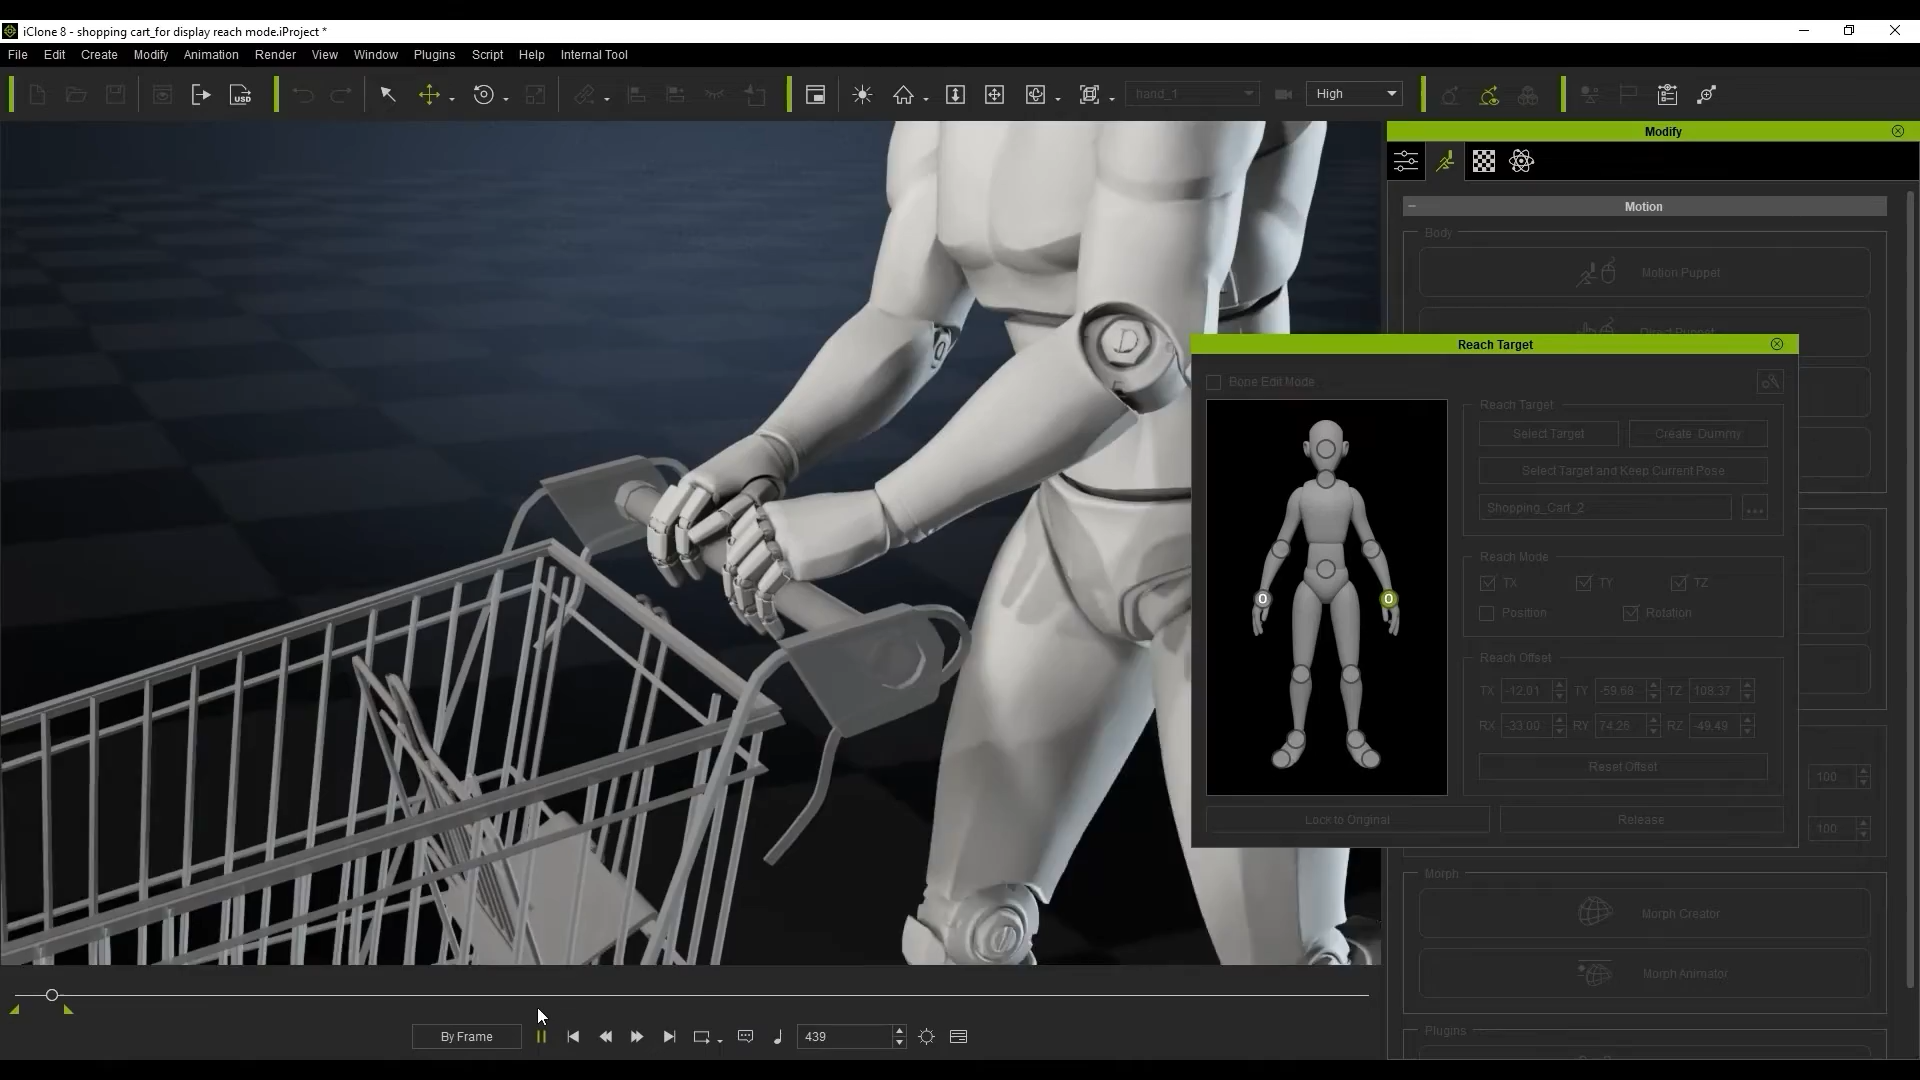 iClone 8 - shopping cart_for display reach mode.iProject *
File Edit Create Modify Animation Render View Window Plugins Script Help Internal Tool
USD
hand_1
High
Modify
Motion
Body
Motion Puppet
Direct Puppet
Reach Target
Bone Edit Mode
Reach Target
Select Target
Create Dummy
Select Target and Keep Current Pose
Shopping_Cart_2
...
Reach Mode
TX TY TZ
Position Rotation
Reach Offset
TX -12.01 TY -59.68 TZ 108.37
RX -33.00 RY 74.26 RZ -49.49
Reset Offset
Lock to Original
Release
100
100
Morph
Morph Creator
Morph Animator
Plugins
By Frame
439